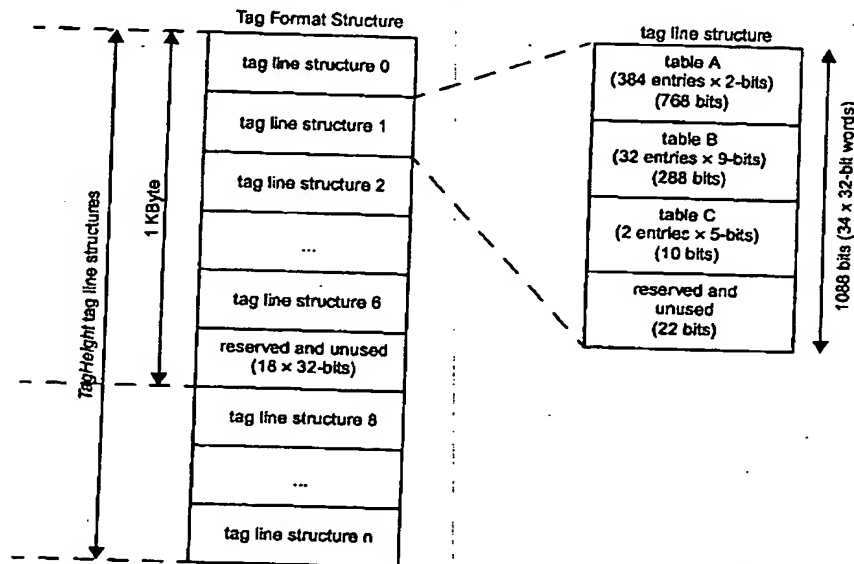 Tag Format Structure
tag line structure 0
tag line structure 1
tag line structure 2
...
tag line structure 6
reserved and unused
(18 × 32-bits)
tag line structure 8
...
tag line structure n
TagHeight tag line structures
1 KByte
tag line structure
table A
(384 entries × 2-bits)
(768 bits)
table B
(32 entries × 9-bits)
(288 bits)
table C
(2 entries × 5-bits)
(10 bits)
reserved and
unused
(22 bits)
1088 bits (34 x 32-bit words)